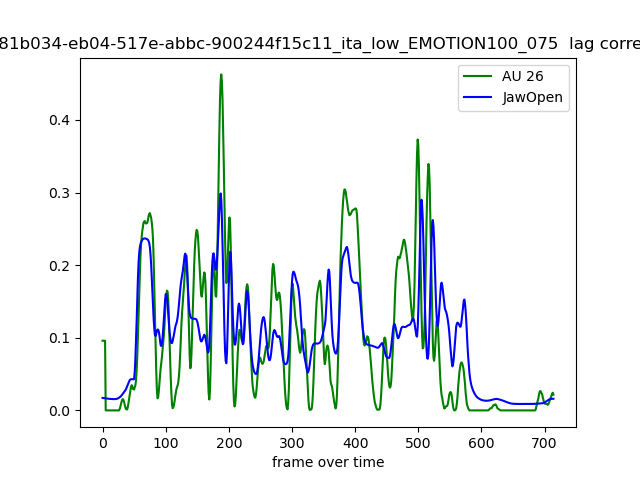 81b034-eb04-517e-abbc-900244f15c11_ita_low_EMOTION100_075 lag corre
AU 26
JawOpen
0.4
0.3
0.2
0.1
0.0
0 100 200 300 400 500 600 700
frame over time